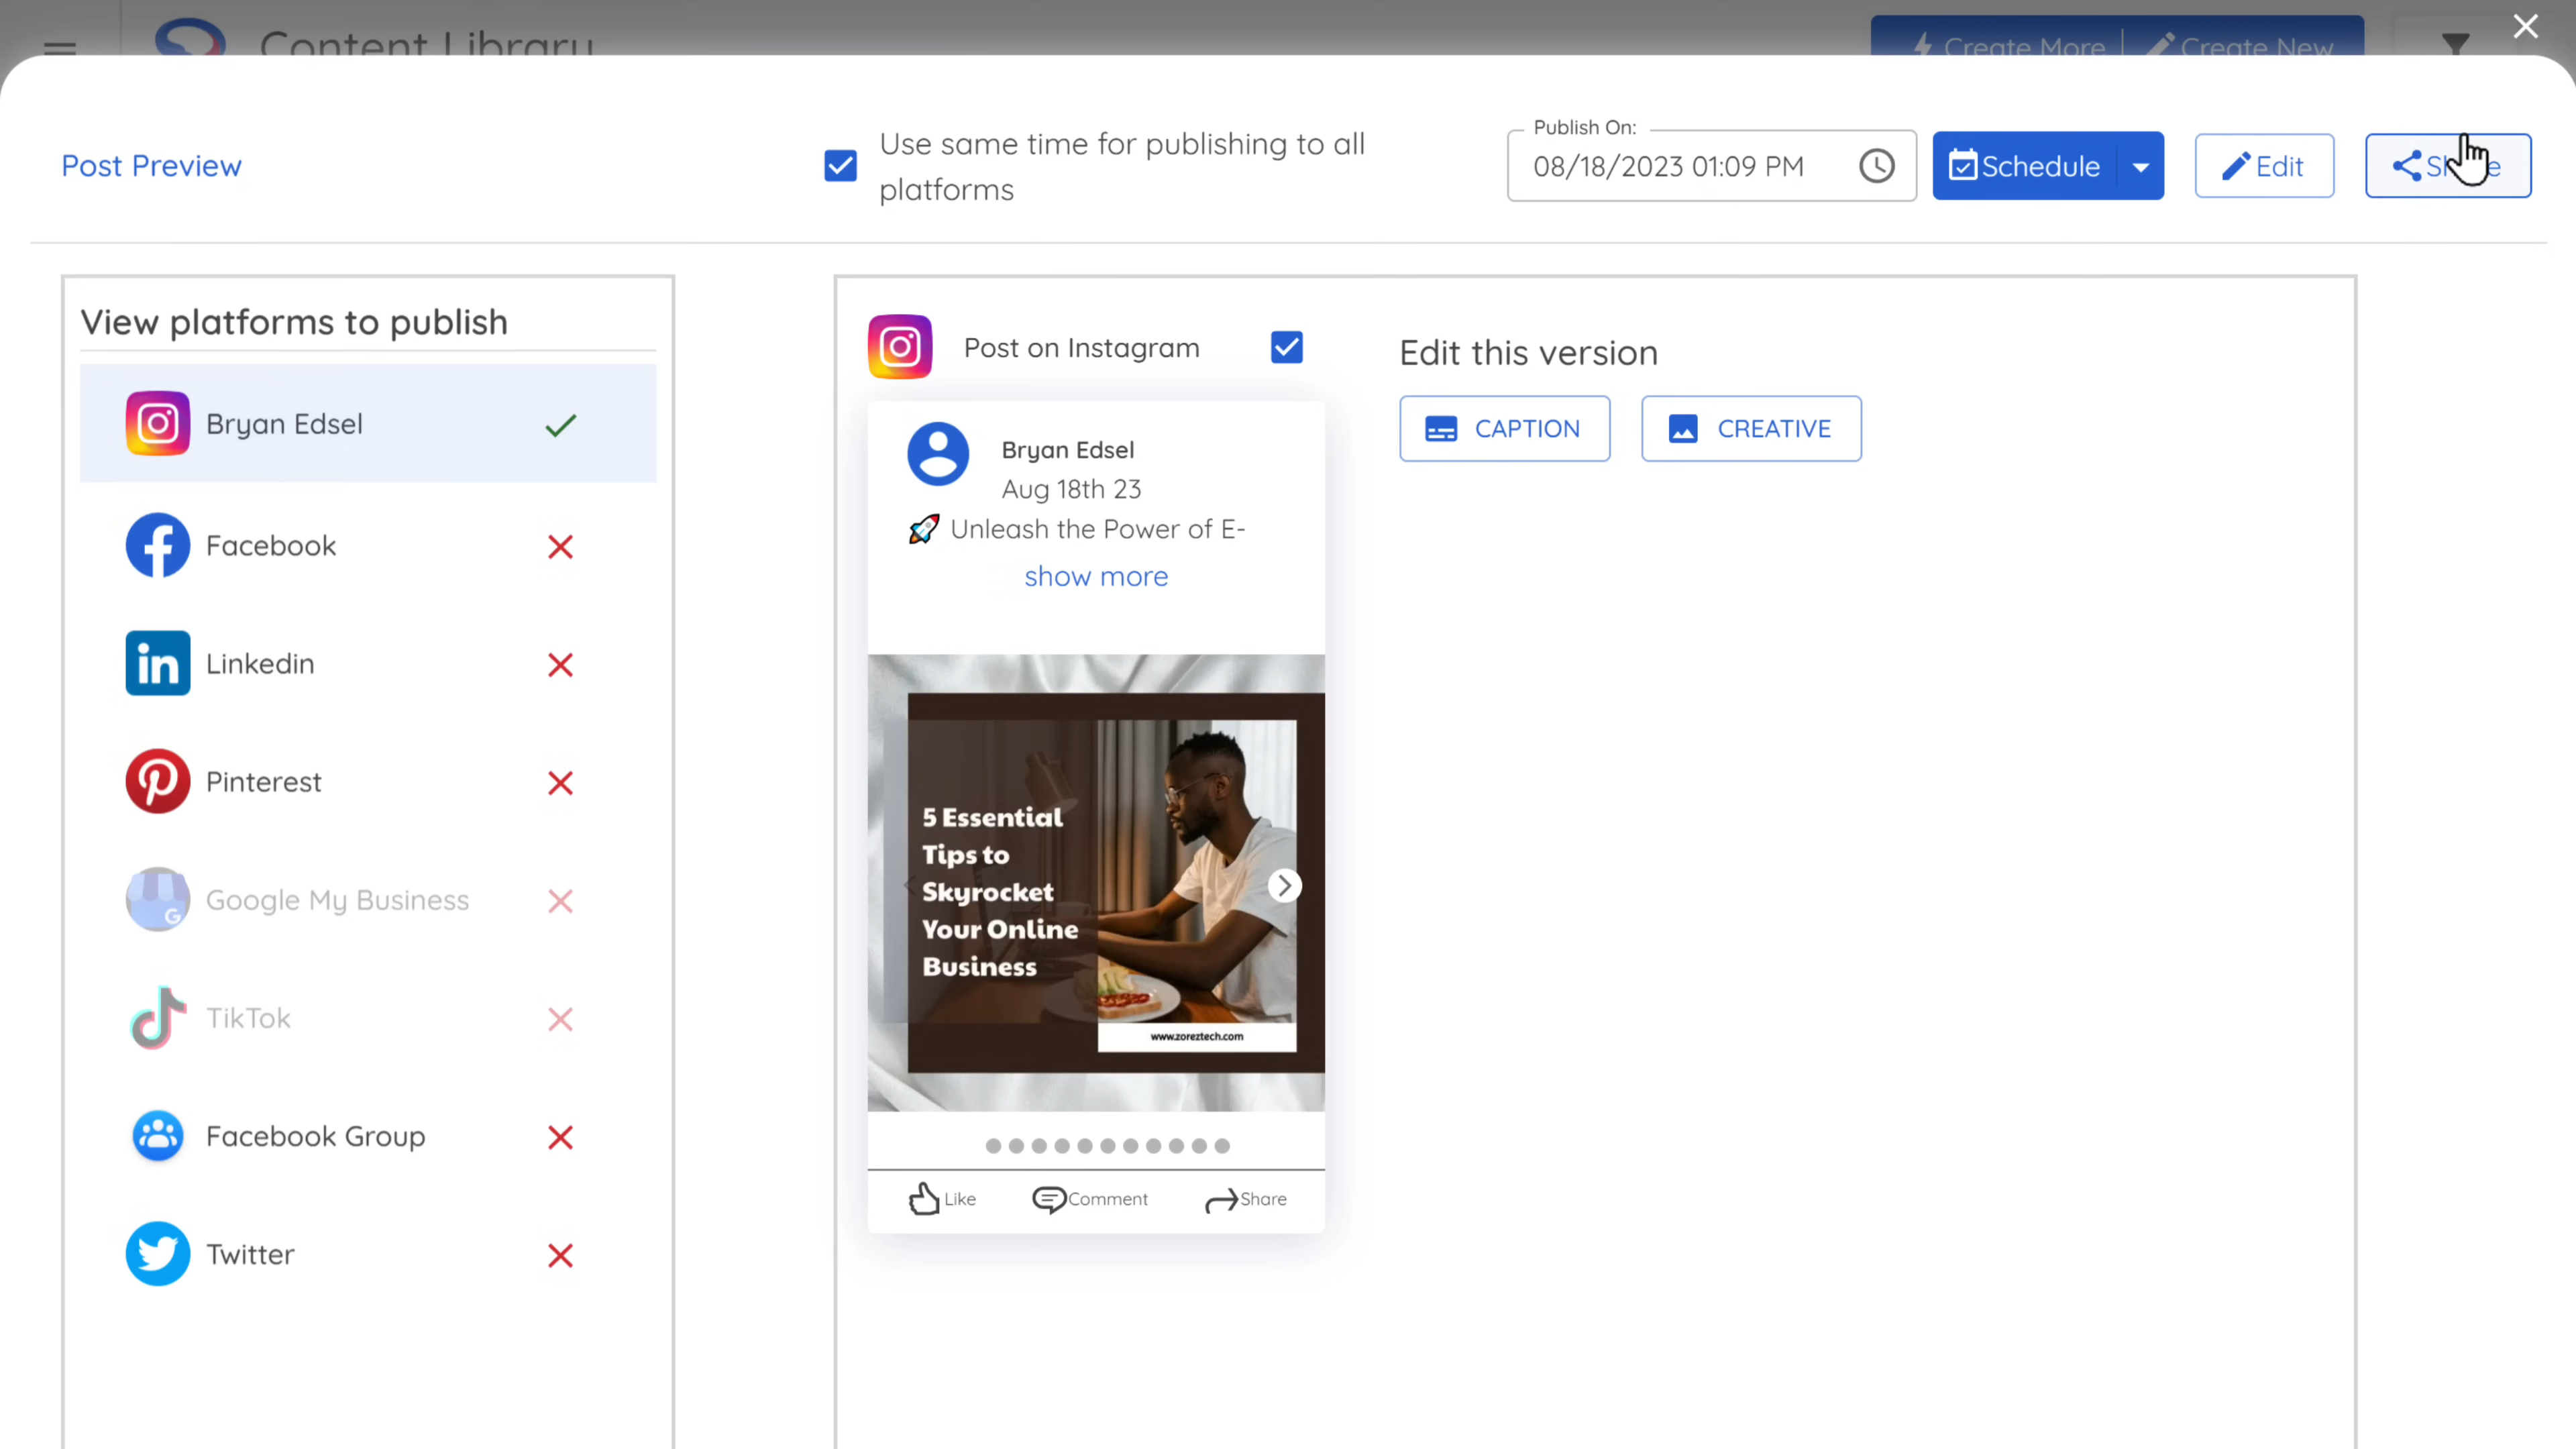 Content Library
Create More
Create New
Post Preview
Use same time for publishing to all
platforms
Publish On:
08/18/2023 01:09 PM
Schedule
Edit
View platforms to publish
Bryan Edsel
Facebook
Linkedin
Pinterest
Google My Business
TikTok
Facebook Group
Twitter
Post on Instagram
Bryan Edsel
Aug 18th 23
🚀 Unleash the Power of E-
show more
5 Essential
Tips to
Skyrocket
Your Online
Business
www.zoreztech.com
Like
Comment
Share
Edit this version
CAPTION
CREATIVE